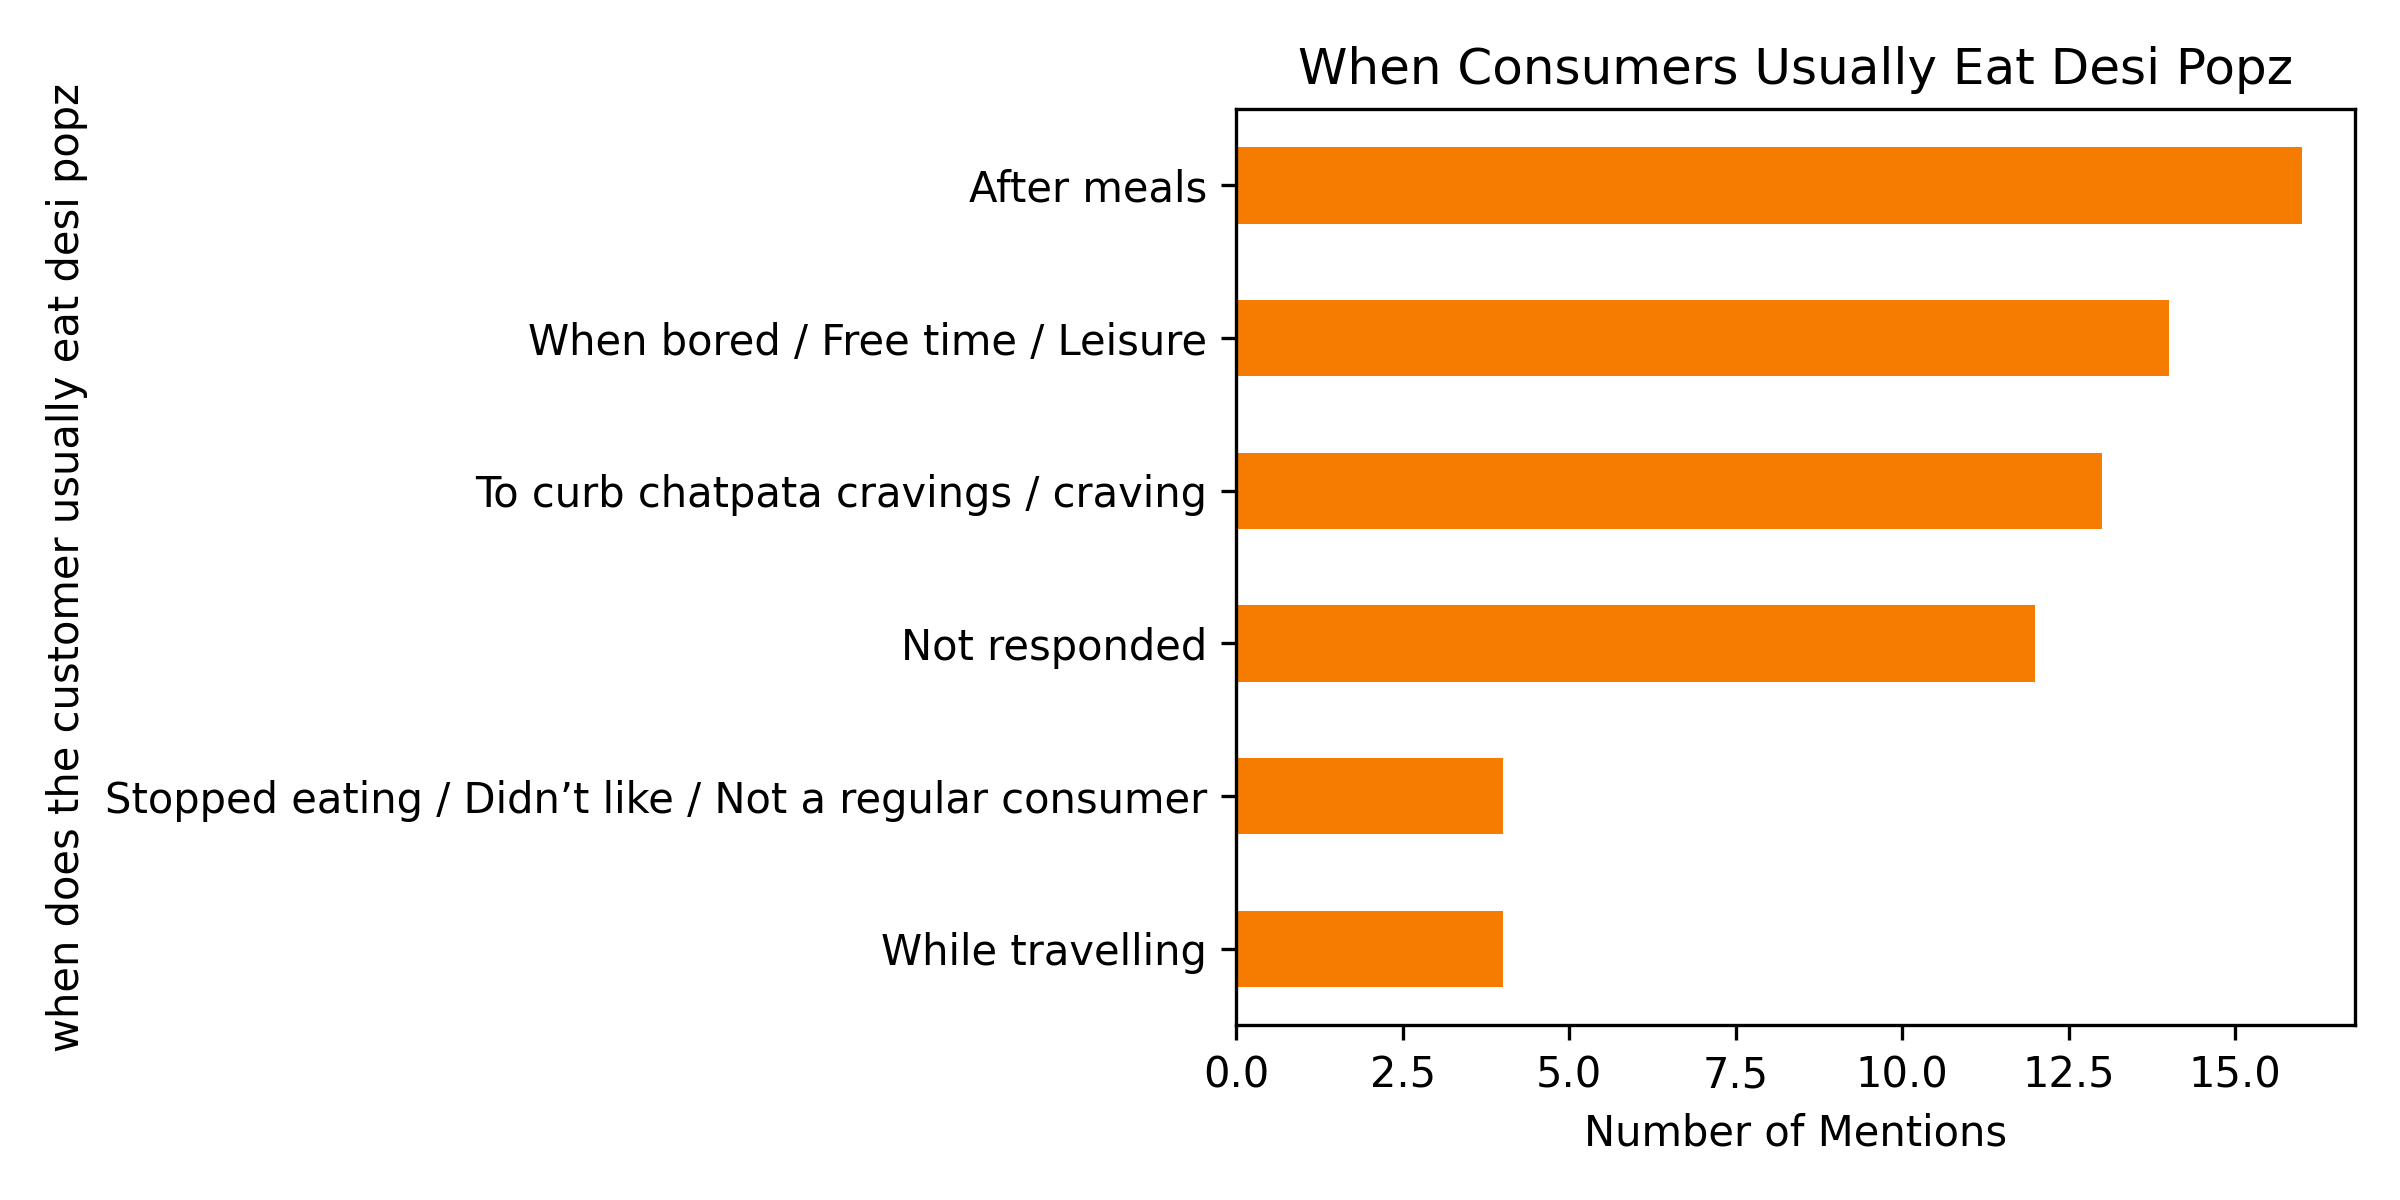 When Consumers Usually Eat Desi Popz
when does the customer usually eat desi popz
After meals
When bored / Free time / Leisure
To curb chatpata cravings / craving
Not responded
Stopped eating / Didn’t like / Not a regular consumer
While travelling
0.0 2.5 5.0 7.5 10.0 12.5 15.0
Number of Mentions